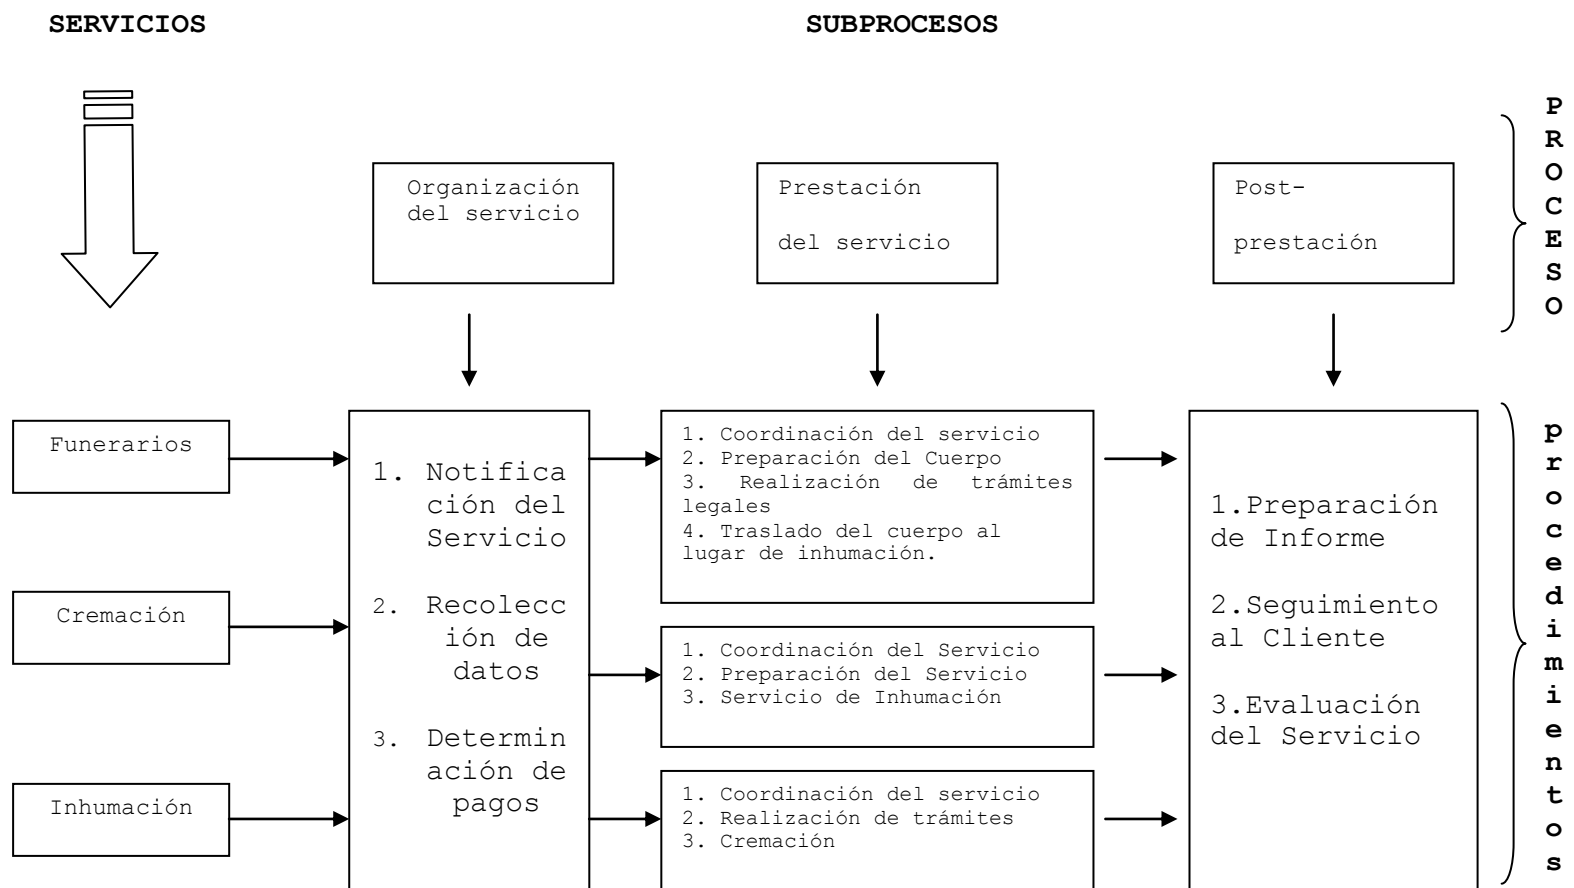 SERVICIOS
SUBPROCESOS
PROCESO
Organización
del servicio
Prestación
del servicio
Post-
prestación
procedimientos
Funerarios
Cremación
Inhumación
1. Notifica
ción del
Servicio
2. Recolecc
ión de
datos
3. Determin
ación de
pagos
1. Coordinación del servicio
2. Preparación del Cuerpo
3. Realización de trámites
legales
4. Traslado del cuerpo al
lugar de inhumación.
1. Coordinación del Servicio
2. Preparación del Servicio
3. Servicio de Inhumación
1. Coordinación del servicio
2. Realización de trámites
3. Cremación
1.Preparación
de Informe
2.Seguimiento
al Cliente
3.Evaluación
del Servicio